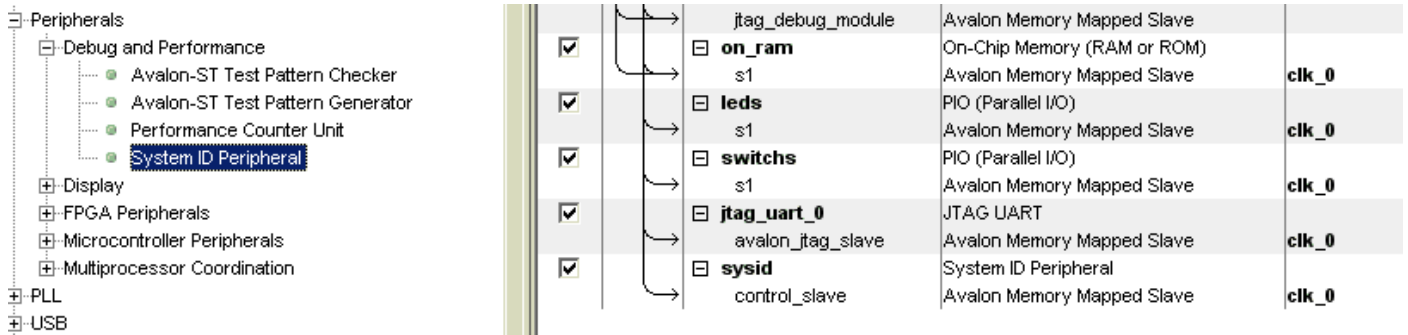 Peripherals
Debug and Performance
Avalon-ST Test Pattern Checker
Avalon-ST Test Pattern Generator
Performance Counter Unit
System ID Peripheral
Display
FPGA Peripherals
Microcontroller Peripherals
Multiprocessor Coordination
PLL
USB
jtag_debug_module Avalon Memory Mapped Slave
on_ram On-Chip Memory (RAM or ROM)
s1 Avalon Memory Mapped Slave clk_0
leds PIO (Parallel I/O)
s1 Avalon Memory Mapped Slave clk_0
switchs PIO (Parallel I/O)
s1 Avalon Memory Mapped Slave clk_0
jtag_uart_0 JTAG UART
avalon_jtag_slave Avalon Memory Mapped Slave clk_0
sysid System ID Peripheral
control_slave Avalon Memory Mapped Slave clk_0